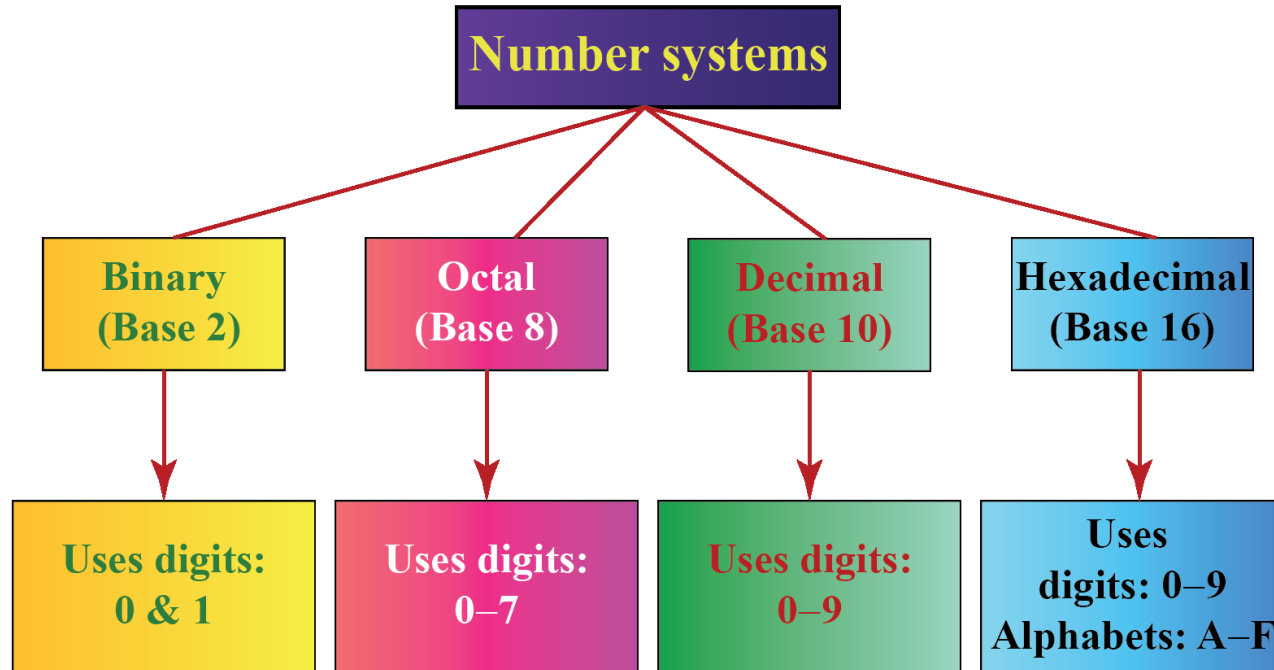 Number systems
Binary
(Base 2)
Octal
(Base 8)
Decimal
(Base 10)
Hexadecimal
(Base 16)
Uses digits:
0 & 1
Uses digits:
0–7
Uses digits:
0–9
Uses
digits: 0–9
Alphabets: A–F